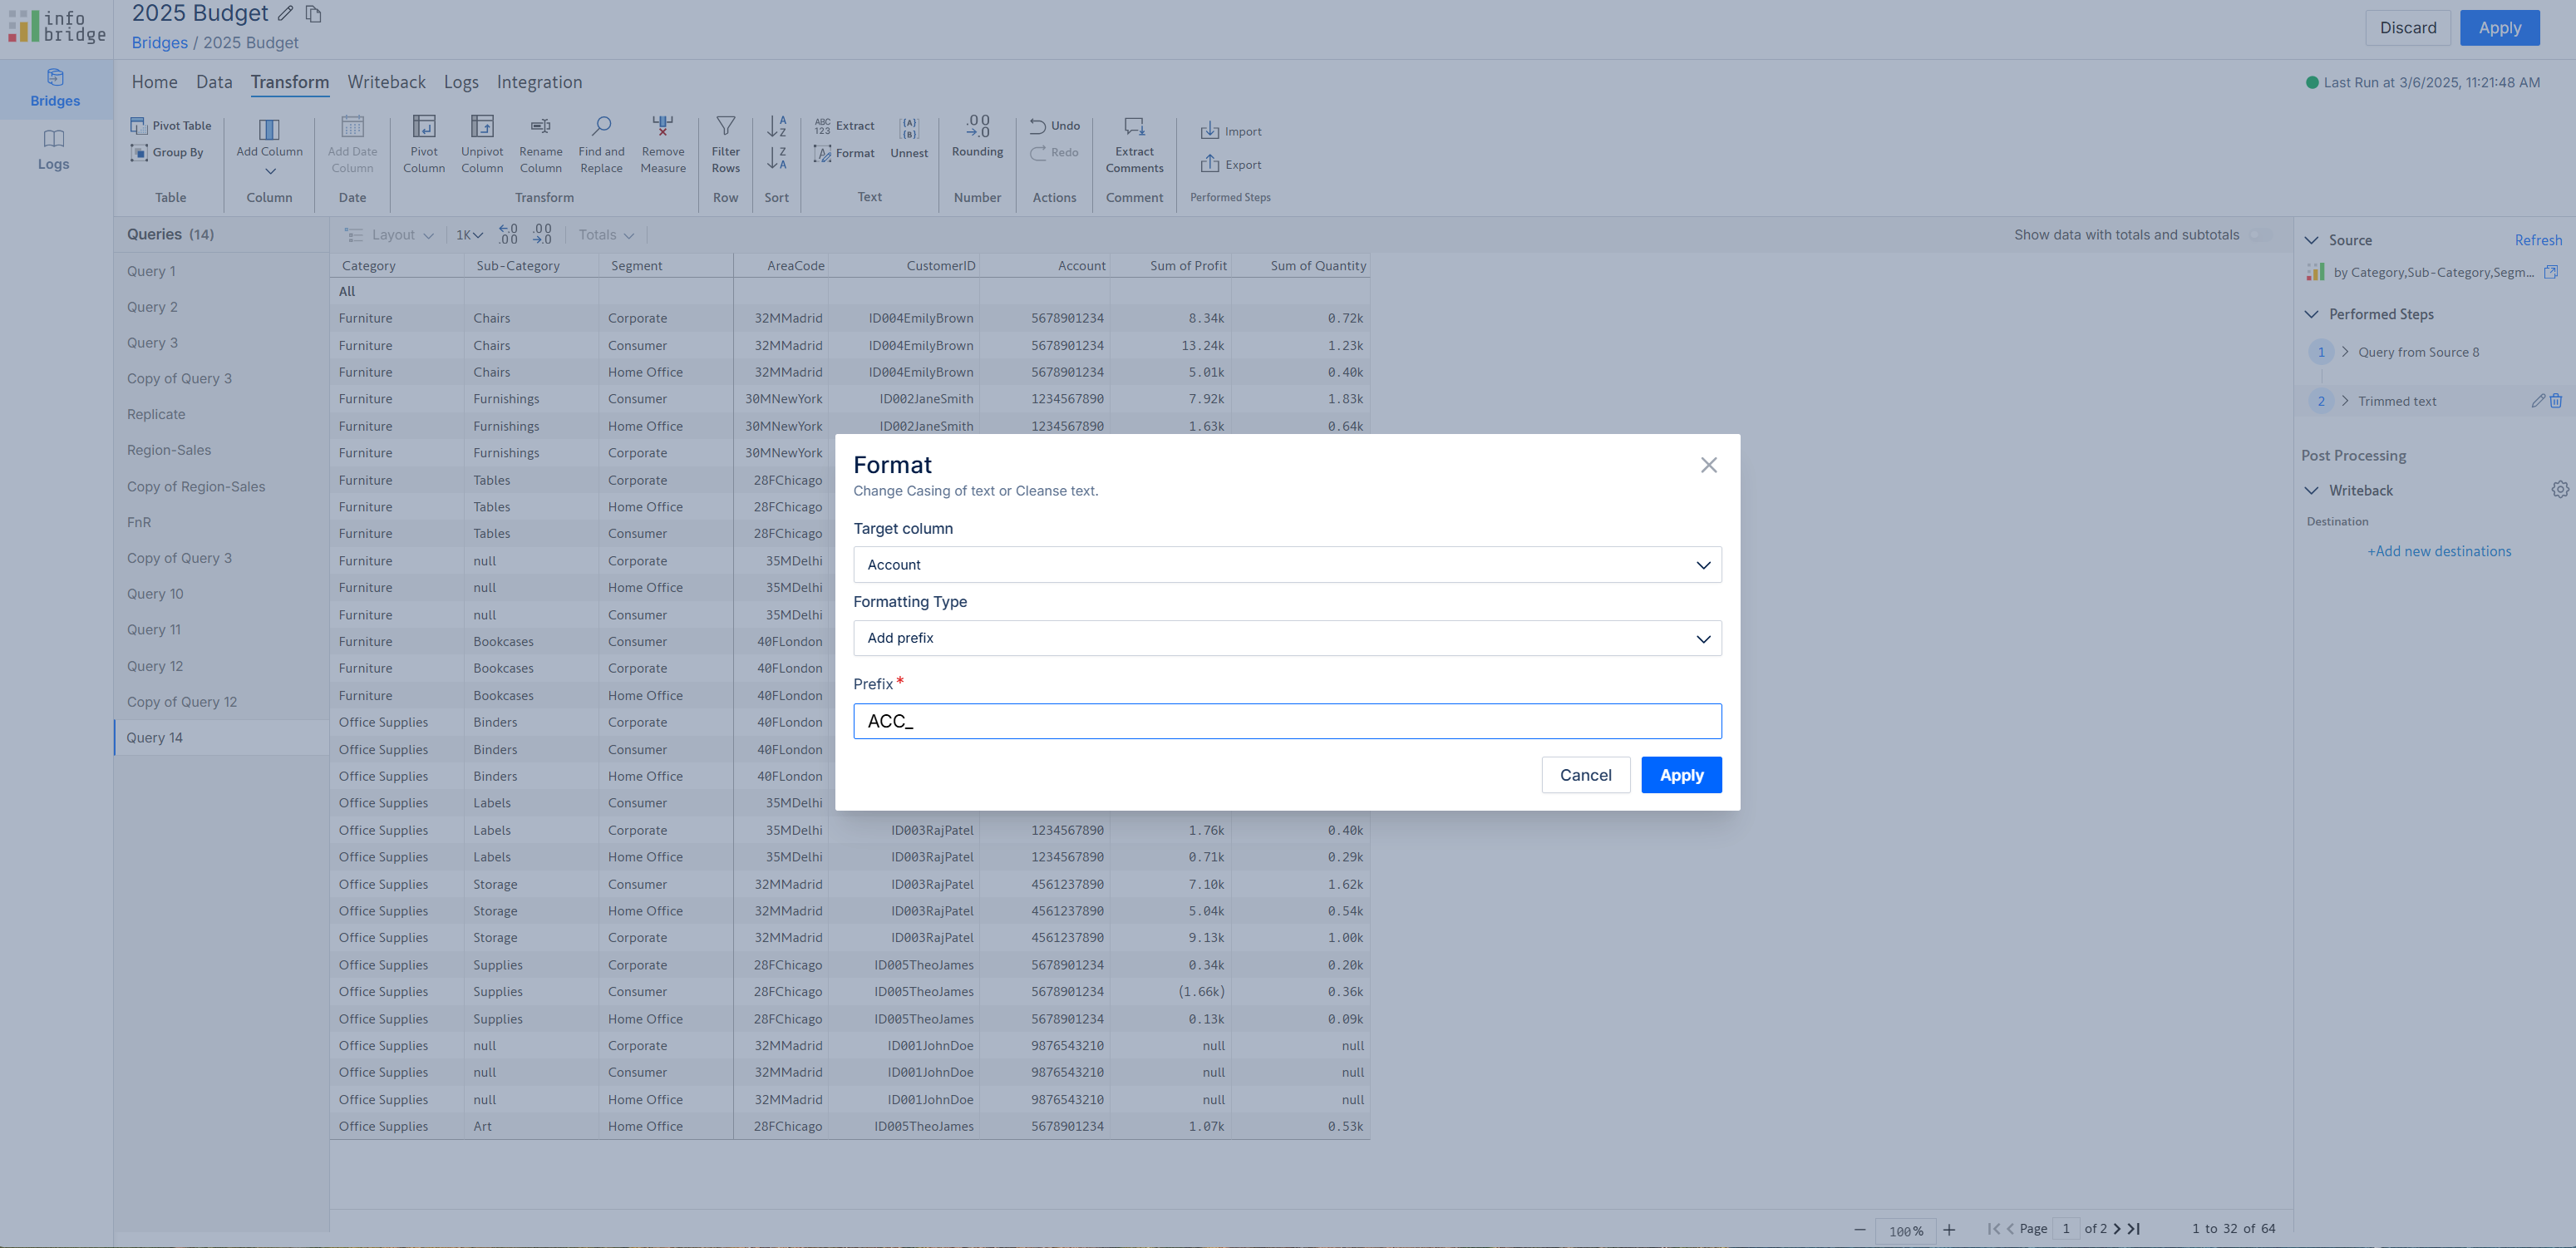 info bridge
2025 Budget
Bridges / 2025 Budget
Discard
Apply
Bridges
Logs
Home Data Transform Writeback Logs Integration
Last Run at 3/6/2025, 11:21:48 AM
Pivot Table
Group By
Table
Add Column
Column
Add Date Column
Date
Pivot Column
Unpivot Column
Rename Column
Find and Replace
Remove Measure
Transform
Filter Rows
Row
A Z
Z A
Sort
ABC 123 Extract
Format
(A) (B) Unnest
Text
.00 .0 Rounding
Number
Undo
Redo
Actions
Extract Comments
Comment
Import
Export
Performed Steps
Queries (14)
Query 1
Query 2
Query 3
Copy of Query 3
Replicate
Region-Sales
Copy of Region-Sales
FnR
Copy of Query 3
Query 10
Query 11
Query 12
Copy of Query 12
Query 14
Layout 1K .0 .00 .00 .0 Totals
Show data with totals and subtotals
Category Sub-Category Segment AreaCode CustomerID Account Sum of Profit Sum of Quantity
All
Furniture Chairs Corporate 32MMadrid ID004EmilyBrown 5678901234 8.34k 0.72k
Furniture Chairs Consumer 32MMadrid ID004EmilyBrown 5678901234 13.24k 1.23k
Furniture Chairs Home Office 32MMadrid ID004EmilyBrown 5678901234 5.01k 0.40k
Furniture Furnishings Consumer 30MNewYork ID002JaneSmith 1234567890 7.92k 1.83k
Furniture Furnishings Home Office 30MNewYork ID002JaneSmith 1234567890 1.63k 0.64k
Furniture Furnishings Corporate 30MNewYork
Furniture Tables Corporate 28FChicago
Furniture Tables Home Office 28FChicago
Furniture Tables Consumer 28FChicago
Furniture null Corporate 35MDelhi
Furniture null Home Office 35MDelhi
Furniture null Consumer 35MDelhi
Furniture Bookcases Consumer 40FLondon
Furniture Bookcases Corporate 40FLondon
Furniture Bookcases Home Office 40FLondon
Office Supplies Binders Corporate 40FLondon
Office Supplies Binders Consumer 40FLondon
Office Supplies Binders Home Office 40FLondon
Office Supplies Labels Consumer 35MDelhi
Office Supplies Labels Corporate 35MDelhi ID003RajPatel 1234567890 1.76k 0.40k
Office Supplies Labels Home Office 35MDelhi ID003RajPatel 1234567890 0.71k 0.29k
Office Supplies Storage Consumer 32MMadrid ID003RajPatel 4561237890 7.10k 1.62k
Office Supplies Storage Home Office 32MMadrid ID003RajPatel 4561237890 5.04k 0.54k
Office Supplies Storage Corporate 32MMadrid ID003RajPatel 4561237890 9.13k 1.00k
Office Supplies Supplies Corporate 28FChicago ID005TheoJames 5678901234 0.34k 0.20k
Office Supplies Supplies Consumer 28FChicago ID005TheoJames 5678901234 (1.66k) 0.36k
Office Supplies Supplies Home Office 28FChicago ID005TheoJames 5678901234 0.13k 0.09k
Office Supplies null Corporate 32MMadrid ID001JohnDoe 9876543210 null null
Office Supplies null Consumer 32MMadrid ID001JohnDoe 9876543210 null null
Office Supplies null Home Office 32MMadrid ID001JohnDoe 9876543210 null null
Office Supplies Art Home Office 28FChicago ID005TheoJames 5678901234 1.07k 0.53k
Format
Change Casing of text or Cleanse text.
Target column
Account
Formatting Type
Add prefix
Prefix *
ACC_
Cancel
Apply
Source Refresh
by Category,Sub-Category,Segm...
Performed Steps
1 Query from Source 8
2 Trimmed text
Post Processing
Writeback
Destination
+Add new destinations
100% Page 1 of 2 1 to 32 of 64